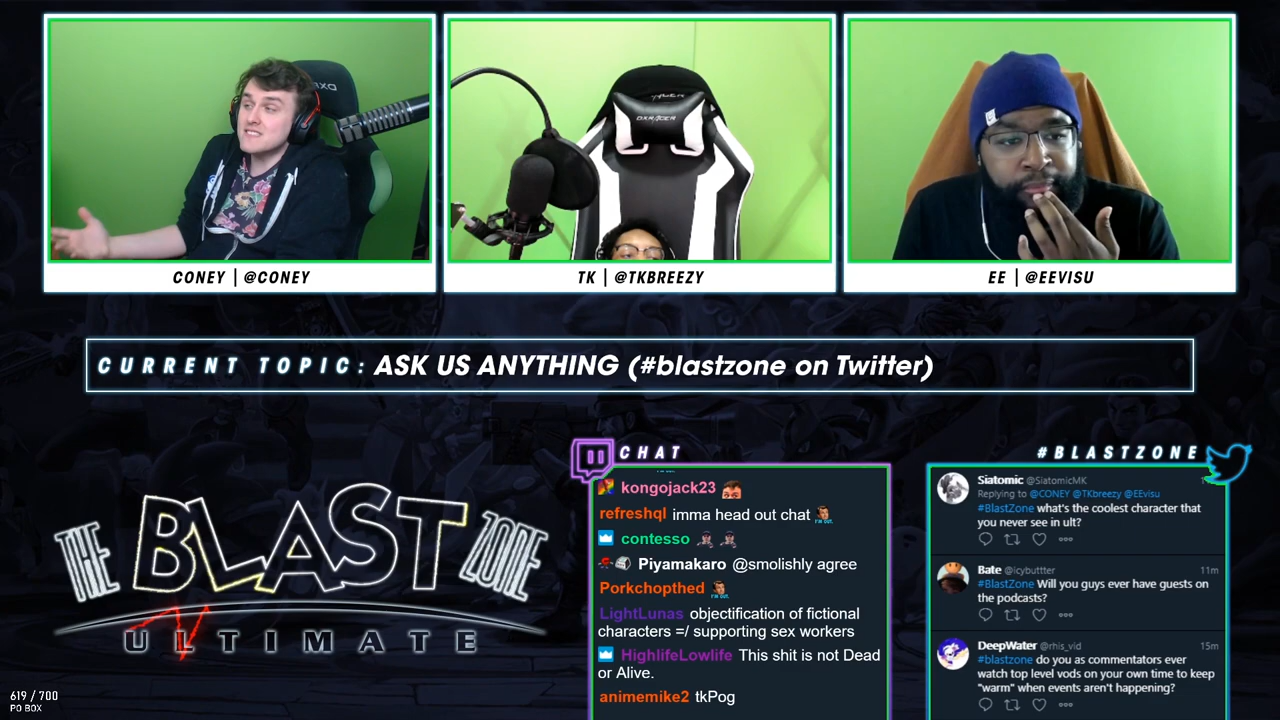 DXRACER
CONEY | @CONEY
TK | @TKBREEZY
EE | @EEVISU
CURRENT TOPIC: ASK US ANYTHING (#blastzone on Twitter)
THE BLAST ZONE
ULTIMATE
619 / 700
PO BOX
CHAT
kongojack23
refreshql imma head out chat
contesso
Piyamakaro @smolishly agree
Porkchopthed
LightLunas objectification of fictional
characters =/ supporting sex workers
HighlifeLowlife This shit is not Dead
or Alive.
animemike2 tkPog
#BLASTZONE
Siatomic @SiatomicMK
Replying to @CONEY @TKbreezy @EEvisu
#BlastZone what's the coolest character that
you never see in ult?
Bate @icybuttter 11m
#BlastZone Will you guys ever have guests on
the podcasts?
DeepWater @rhis_vid 15m
#blastzone do you as commentators ever
watch top level vods on your own time to keep
"warm" when events aren't happening?